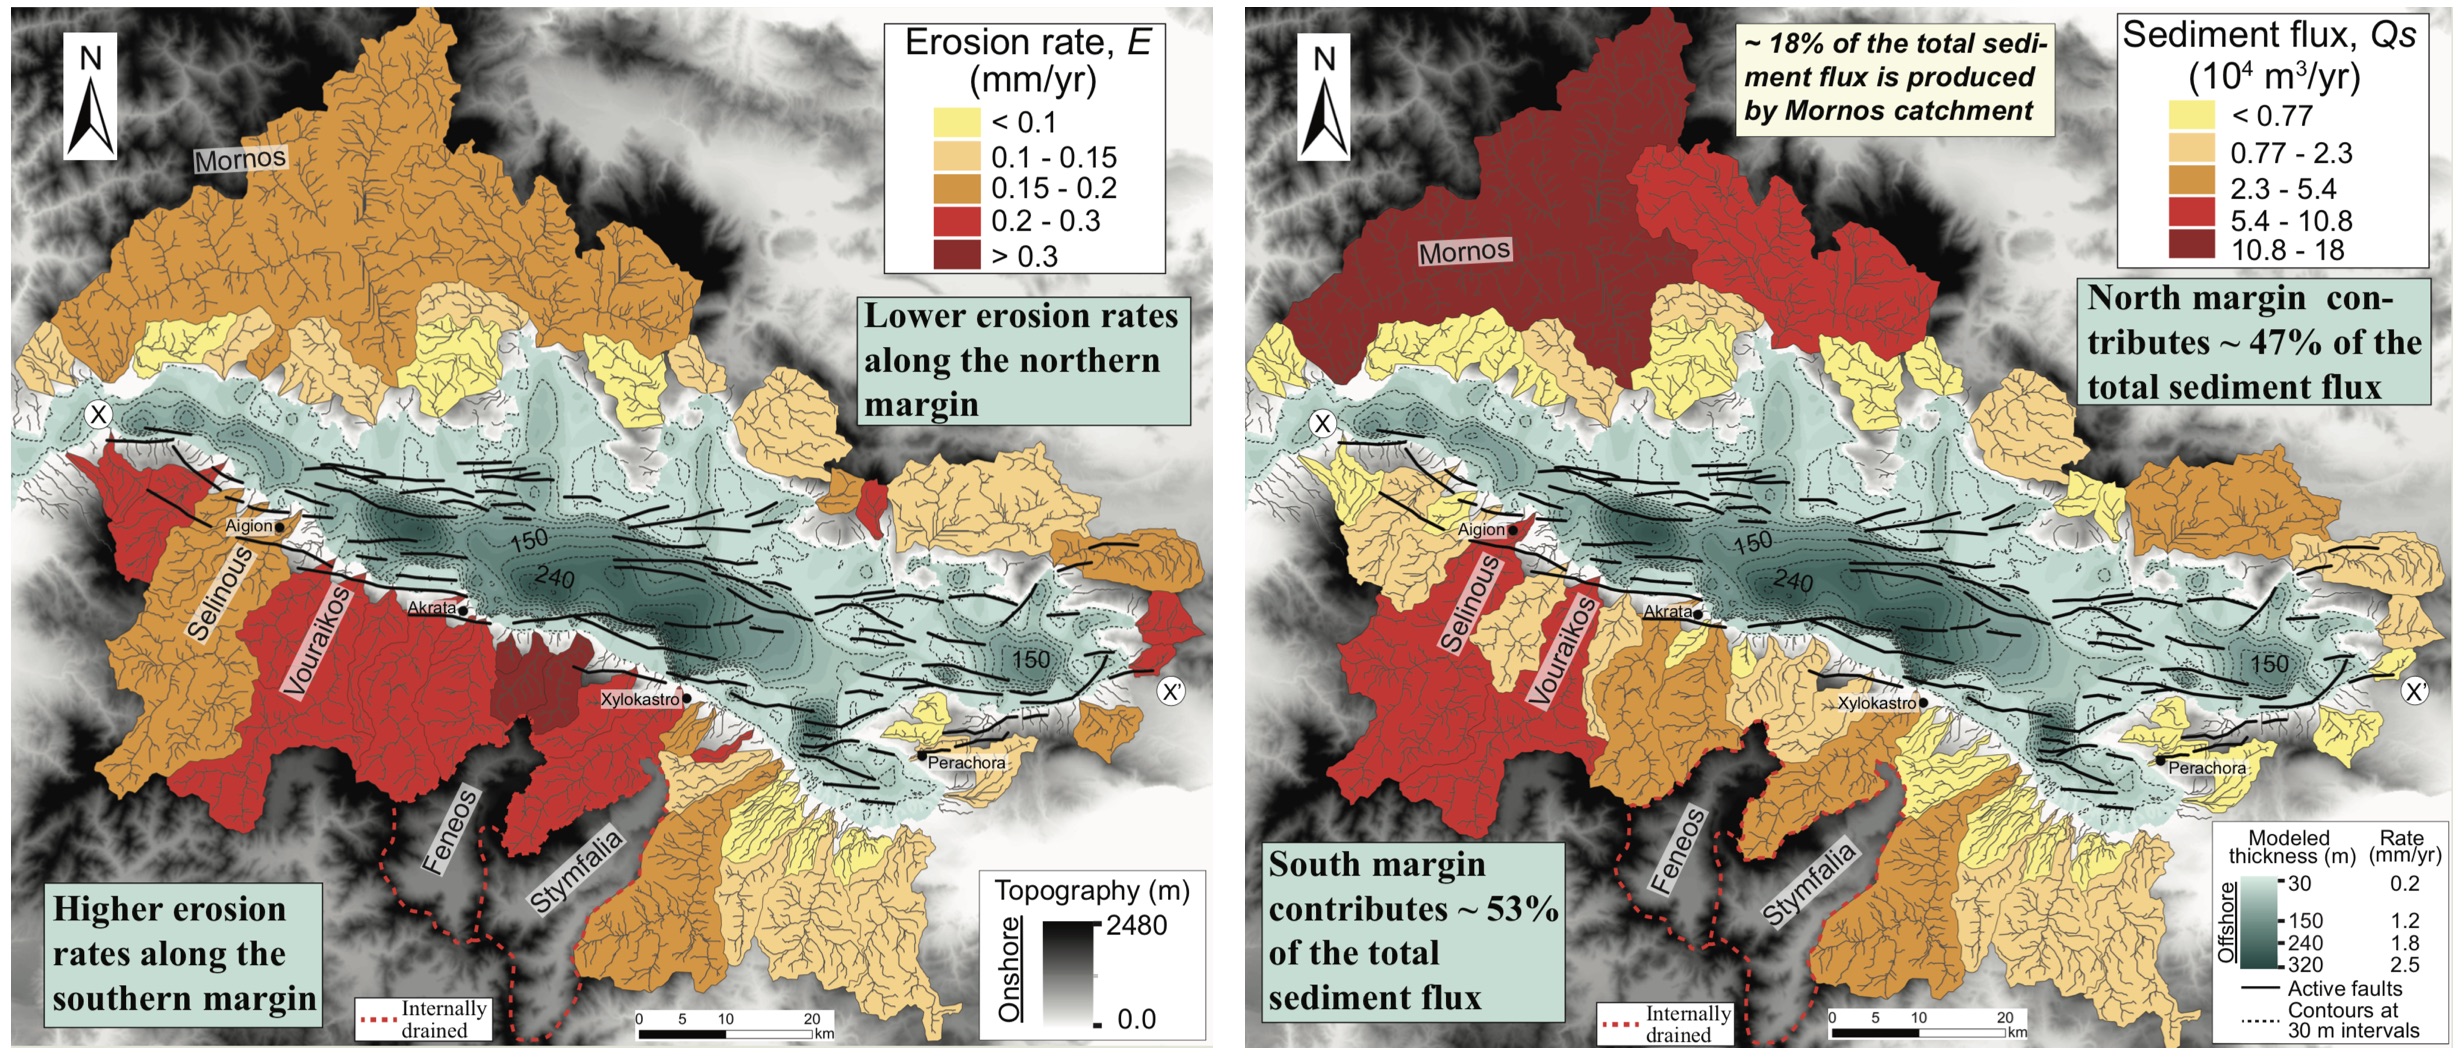 N
Erosion rate, E
(mm/yr)
< 0.1
0.1 - 0.15
0.15 - 0.2
0.2 - 0.3
> 0.3
Mornos
Lower erosion rates
along the northern
margin
X
Aigion
150
240
Selinous
Vouraikos
Akrata
150
X'
Xylokastro
Perachora
Feneos
Stymfalia
Higher erosion
rates along the
southern margin
Topography (m)
Onshore
2480
0.0
Internally
drained
0 5 10 20
km
N
~ 18% of the total sedi-
ment flux is produced
by Mornos catchment
Sediment flux, Qs
(10⁴ m³/yr)
< 0.77
0.77 - 2.3
2.3 - 5.4
5.4 - 10.8
10.8 - 18
Mornos
North margin con-
tributes ~ 47% of the
total sediment flux
X
Aigion
150
240
Selinous
Vouraikos
Akrata
150
X'
Xylokastro
Perachora
Feneos
Stymfalia
South margin
contributes ~ 53%
of the total
sediment flux
Modeled Rate
thickness (m) (mm/yr)
Offshore
30 0.2
150 1.2
240 1.8
320 2.5
Active faults
Contours at
30 m intervals
Internally
drained
0 5 10 20
km